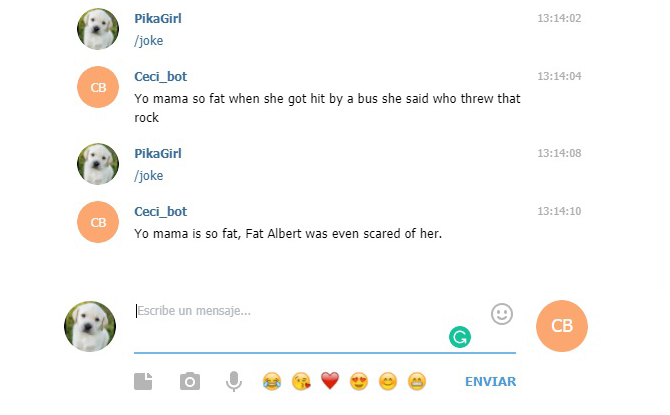 PikaGirl 13:14:02
/joke
CB Ceci_bot 13:14:04
Yo mama so fat when she got hit by a bus she said who threw that
rock
PikaGirl 13:14:08
/joke
CB Ceci_bot 13:14:10
Yo mama is so fat, Fat Albert was even scared of her.
Escribe un mensaje...
CB
ENVIAR